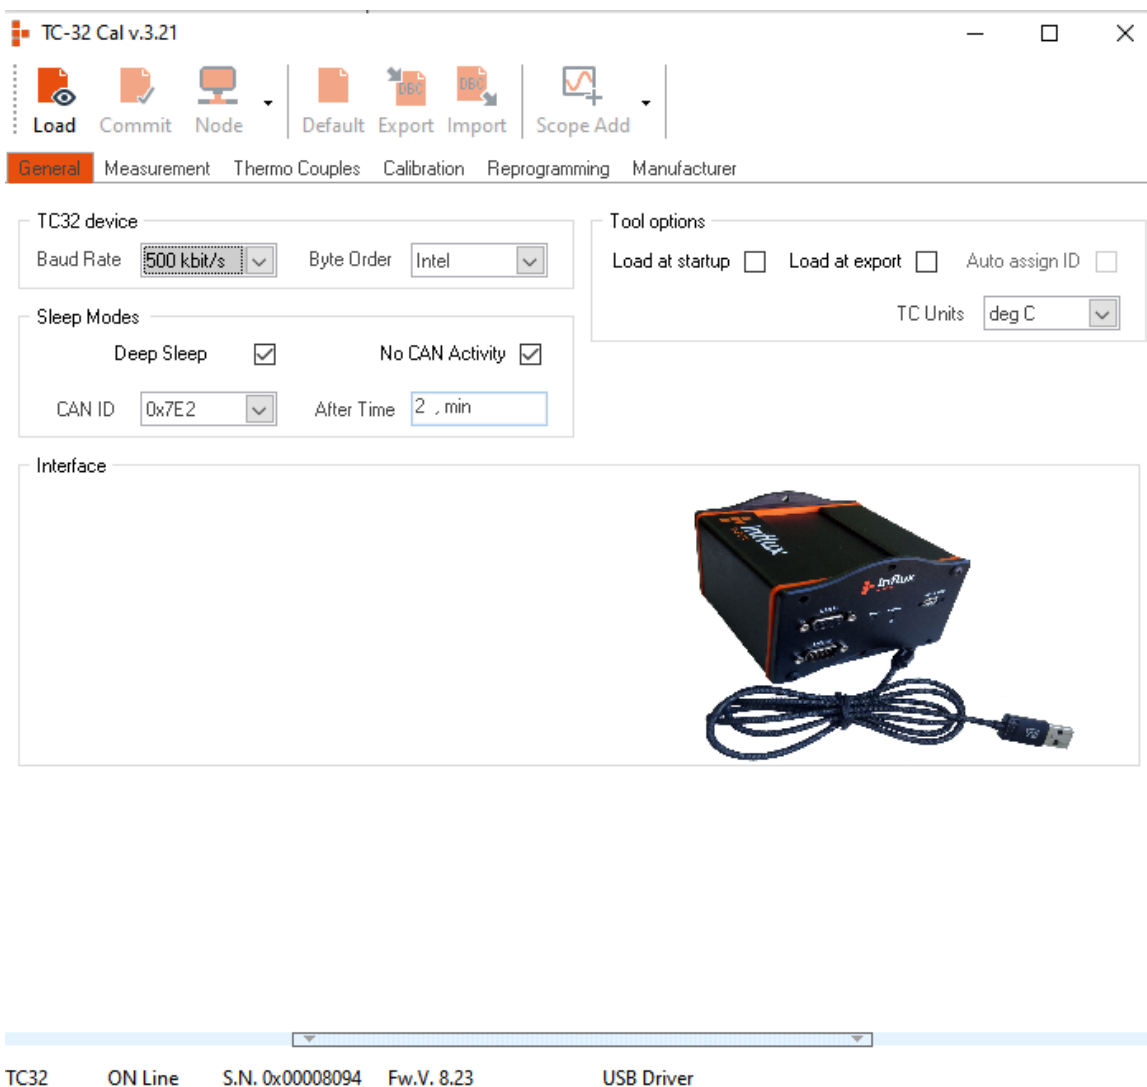 TC-32 Cal v.3.21
Load Commit Node Default Export Import Scope Add
DBC DBC
General Measurement Thermo Couples Calibration Reprogramming Manufacturer
TC32 device
Baud Rate 500 kbit/s Byte Order Intel
Sleep Modes
Deep Sleep No CAN Activity
CAN ID 0x7E2 After Time 2 , min
Tool options
Load at startup Load at export Auto assign ID
TC Units deg C
Interface
influx
Influx
TC32 ON Line S.N. 0x00008094 Fw.V. 8.23 USB Driver